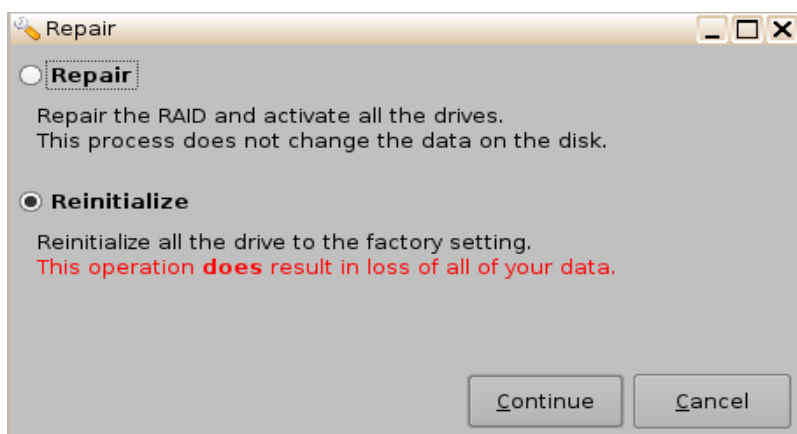 Repair
Repair
Repair the RAID and activate all the drives.
This process does not change the data on the disk.
Reinitialize
Reinitialize all the drive to the factory setting.
This operation does result in loss of all of your data.
Continue
Cancel